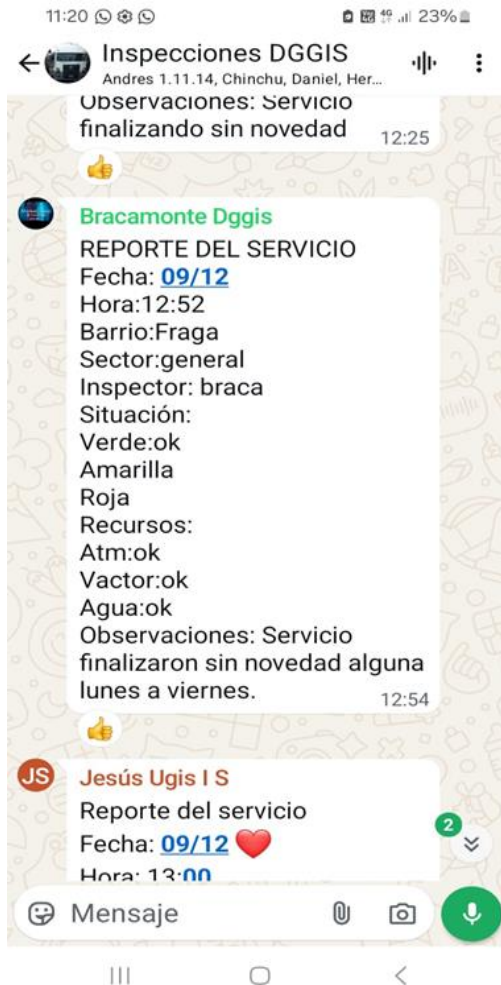 11:20
4G 23%
Inspecciones DGGIS
Andres 1.11.14, Chinchu, Daniel, Her...
Observaciones: Servicio
finalizando sin novedad
12:25
Bracamonte Dggis
REPORTE DEL SERVICIO
Fecha: 09/12
Hora:12:52
Barrio:Fraga
Sector:general
Inspector: braca
Situación:
Verde:ok
Amarilla
Roja
Recursos:
Atm:ok
Vactor:ok
Agua:ok
Observaciones: Servicio
finalizaron sin novedad alguna
lunes a viernes.
12:54
JS
Jesús Ugis I S
Reporte del servicio
Fecha: 09/12 ❤️
2
Hora: 13:00
Mensaje